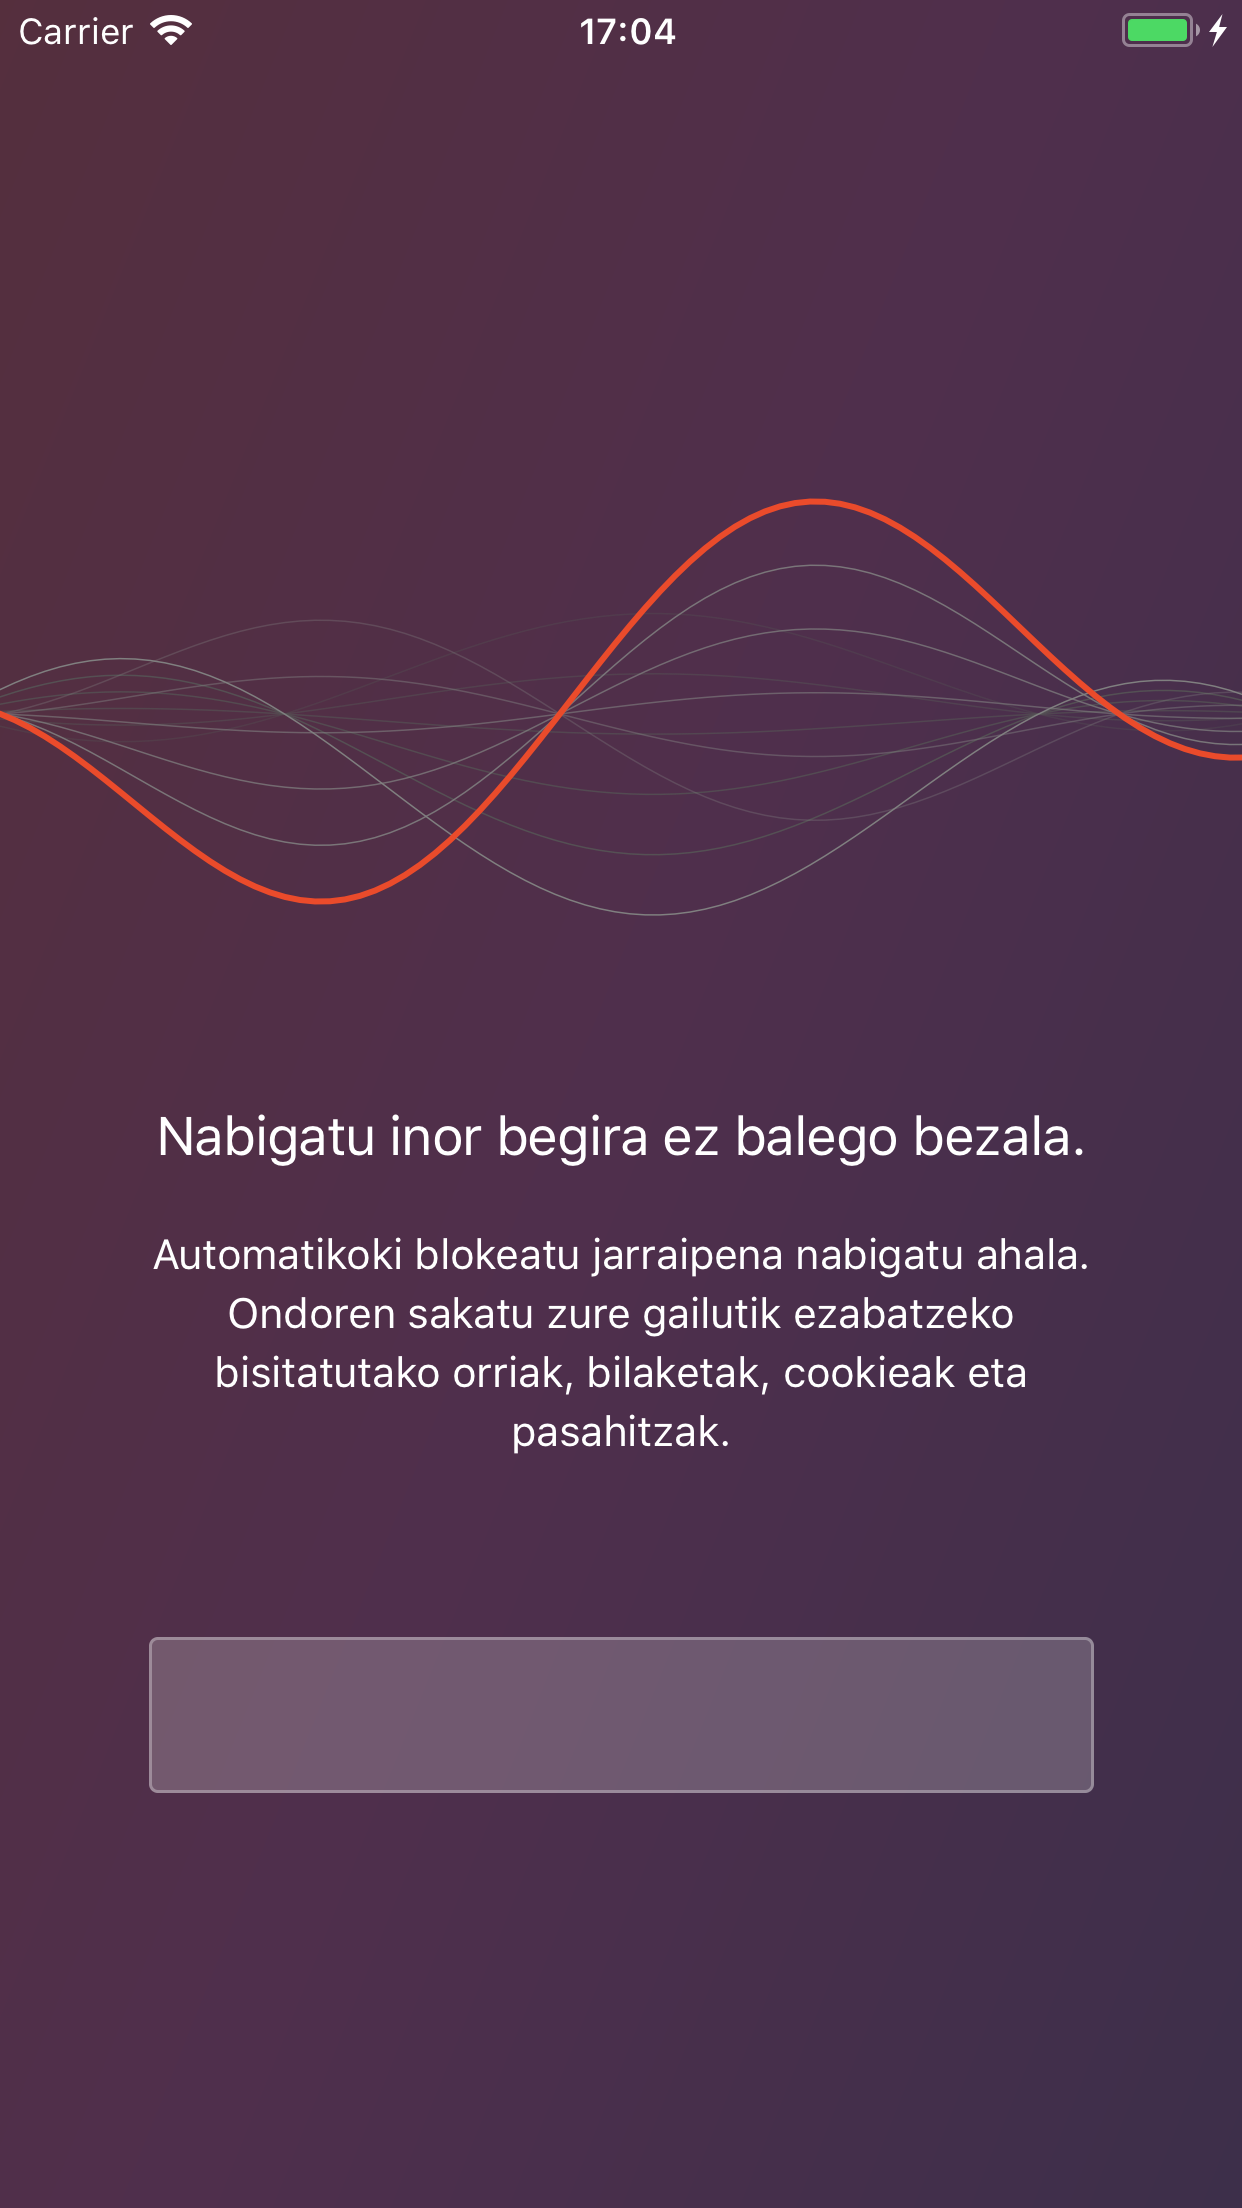 Carrier 17:04
Nabigatu inor begira ez balego bezala.
Automatikoki blokeatu jarraipena nabigatu ahala.
Ondoren sakatu zure gailutik ezabatzeko
bisitatutako orriak, bilaketak, cookieak eta
pasahitzak.